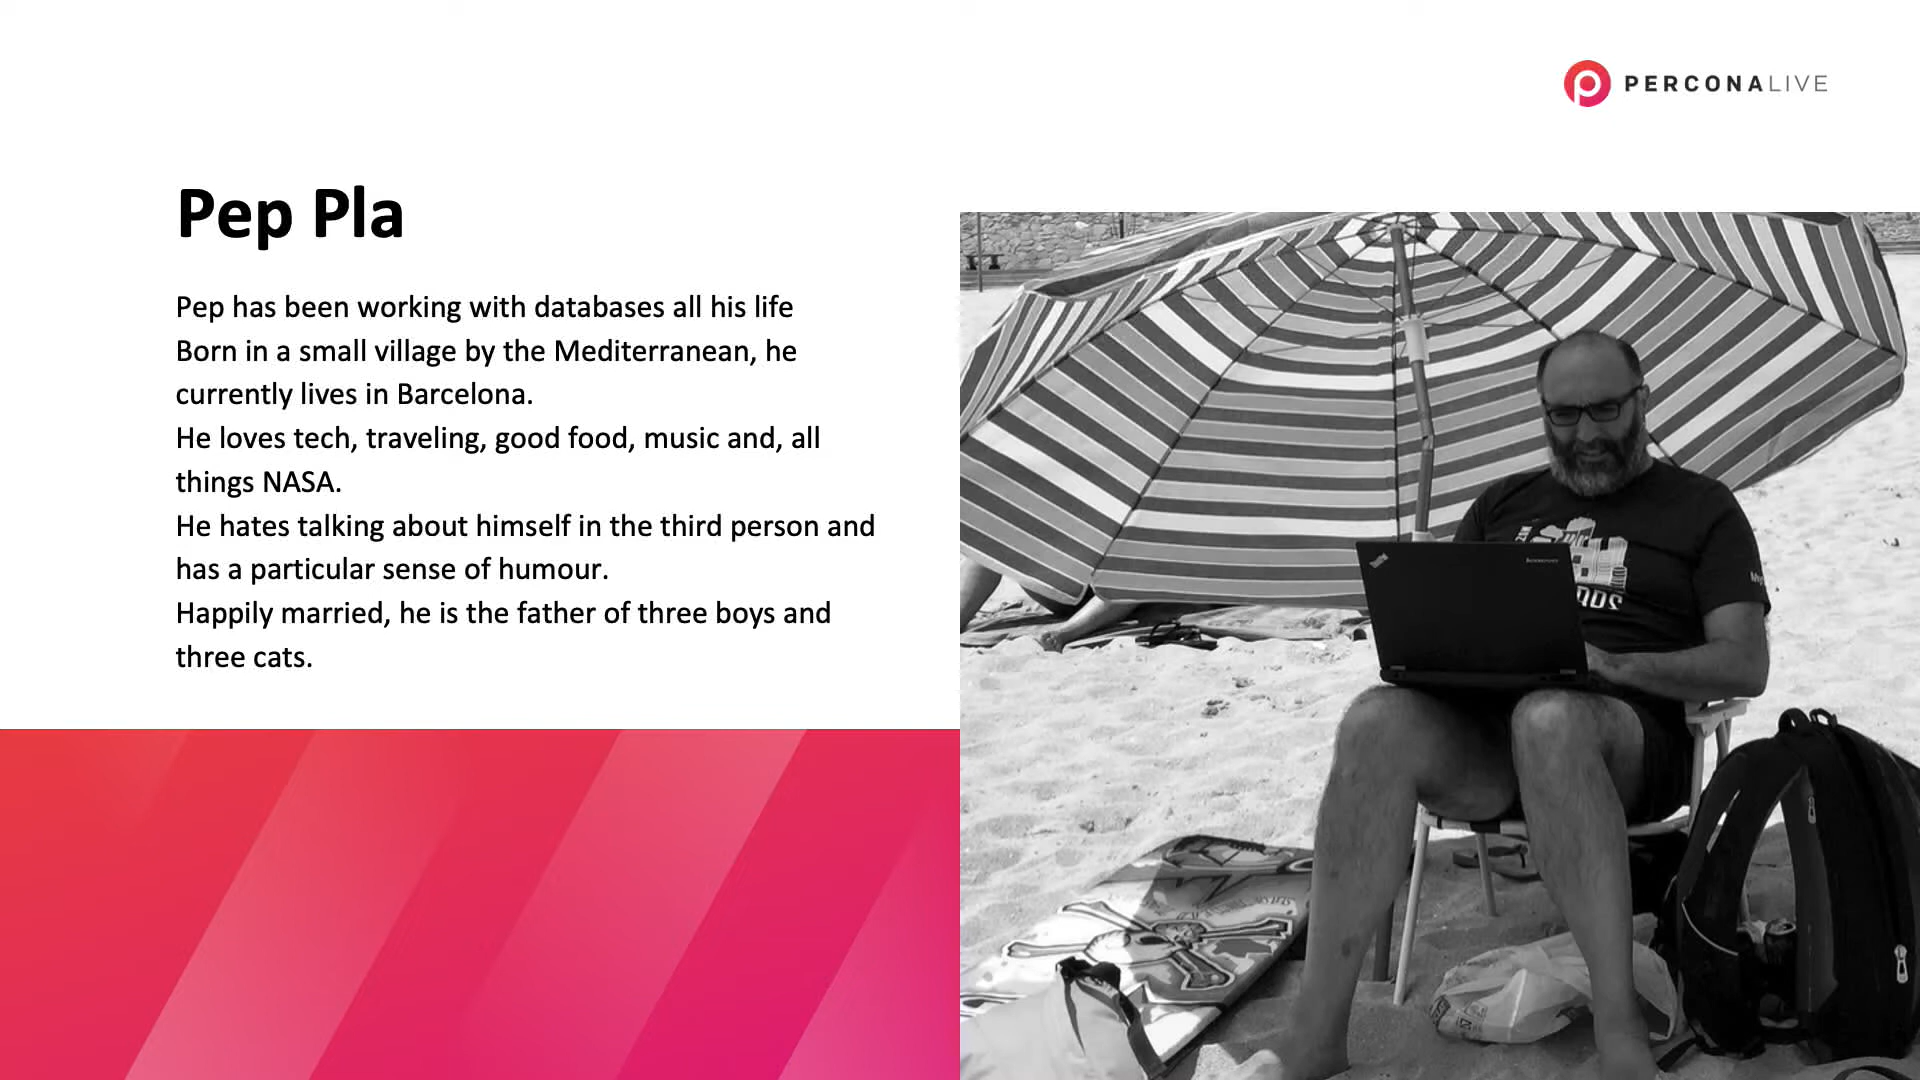 PERCONALIVE
Pep Pla
Pep has been working with databases all his life
Born in a small village by the Mediterranean, he
currently lives in Barcelona.
He loves tech, traveling, good food, music and, all
things NASA.
He hates talking about himself in the third person and
has a particular sense of humour.
Happily married, he is the father of three boys and
three cats.
ThinkPad
lenovo
My